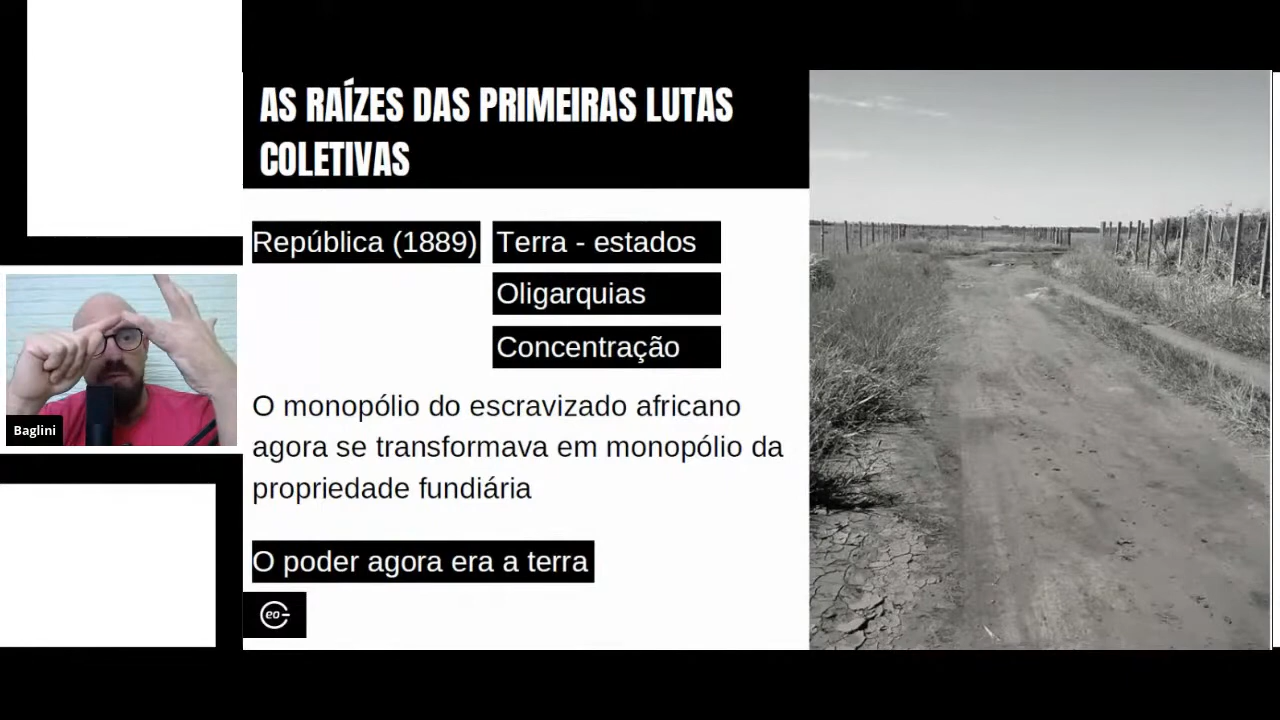 AS RAÍZES DAS PRIMEIRAS LUTAS
COLETIVAS
República (1889)
Terra - estados
Oligarquias
Concentração
O monopólio do escravizado africano
agora se transformava em monopólio da
propriedade fundiária
O poder agora era a terra
eo
Baglini